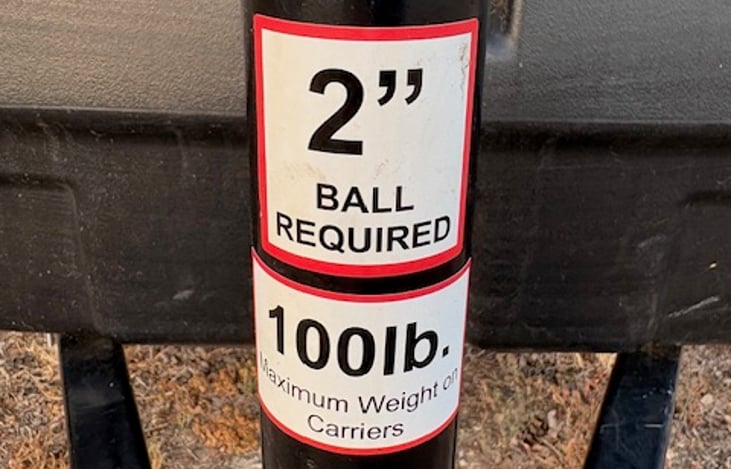 2”
BALL
REQUIRED
100lb.
Maximum Weight on
Carriers